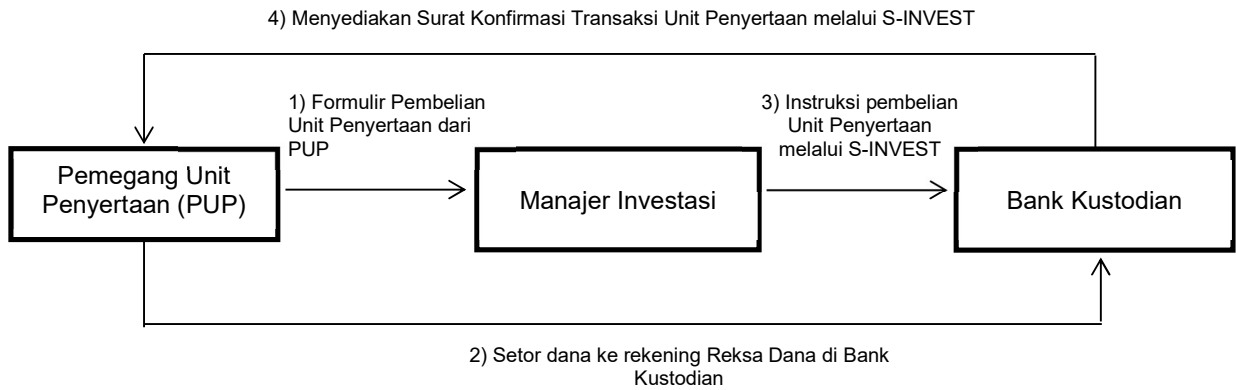 4) Menyediakan Surat Konfirmasi Transaksi Unit Penyertaan melalui S-INVEST
1) Formulir Pembelian
Unit Penyertaan dari
PUP
3) Instruksi pembelian
Unit Penyertaan
melalui S-INVEST
Pemegang Unit
Penyertaan (PUP)
Manajer Investasi
Bank Kustodian
2) Setor dana ke rekening Reksa Dana di Bank
Kustodian